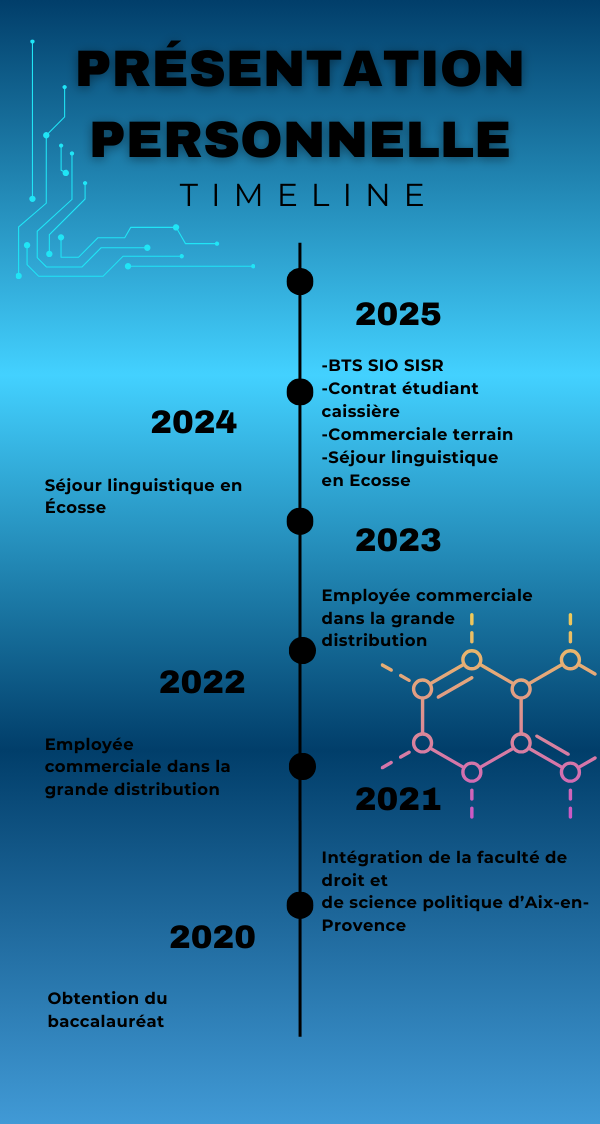 PRÉSENTATION
PERSONNELLE
TIMELINE
2025
-BTS SIO SISR
-Contrat étudiant
caissière
-Commerciale terrain
-Séjour linguistique
en Ecosse
2024
Séjour linguistique en
Écosse
2023
Employée commerciale
dans la grande
distribution
2022
Employée
commerciale dans la
grande distribution
2021
Intégration de la faculté de
droit et
de science politique d’Aix-en-
Provence
2020
Obtention du
baccalauréat